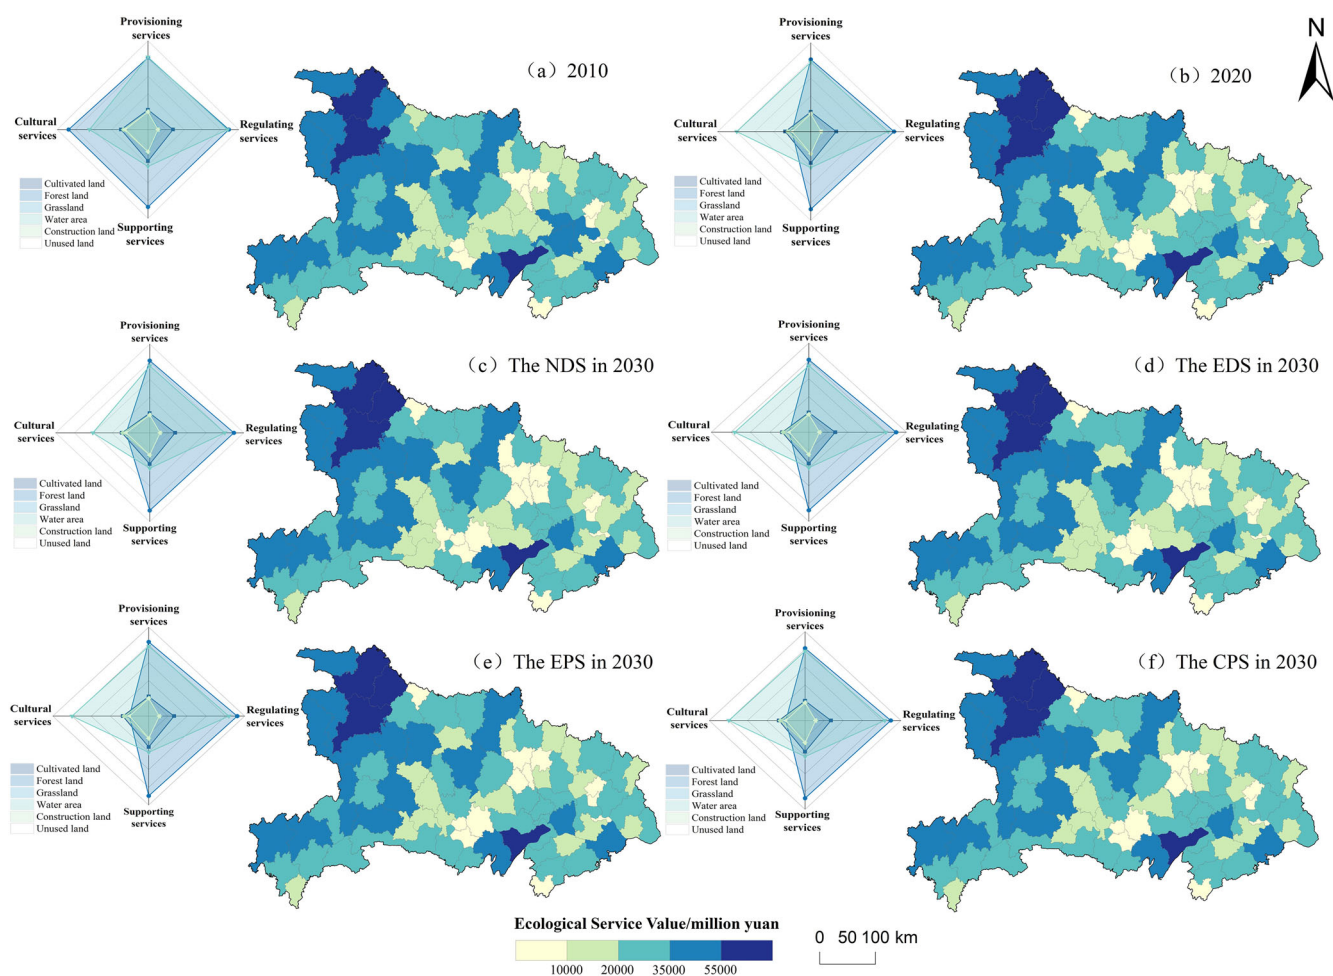 Provisioning
services
Cultural
services
Regulating
services
Supporting
services
Cultivated land
Forest land
Grassland
Water area
Construction land
Unused land
（a）2010
Provisioning
services
Cultural
services
Regulating
services
Supporting
services
Cultivated land
Forest land
Grassland
Water area
Construction land
Unused land
（b）2020
N
Provisioning
services
Cultural
services
Regulating
services
Supporting
services
Cultivated land
Forest land
Grassland
Water area
Construction land
Unused land
（c）The NDS in 2030
Provisioning
services
Cultural
services
Regulating
services
Supporting
services
Cultivated land
Forest land
Grassland
Water area
Construction land
Unused land
（d）The EDS in 2030
Provisioning
services
Cultural
services
Regulating
services
Supporting
services
Cultivated land
Forest land
Grassland
Water area
Construction land
Unused land
（e）The EPS in 2030
Provisioning
services
Cultural
services
Regulating
services
Supporting
services
Cultivated land
Forest land
Grassland
Water area
Construction land
Unused land
（f）The CPS in 2030
Ecological Service Value/million yuan
10000 20000 35000 55000
0 50 100 km